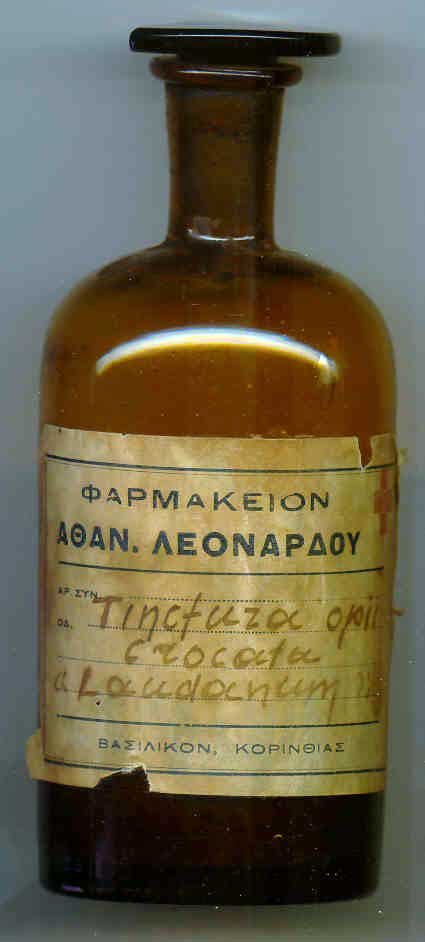 ΦΑΡΜΑΚΕΙΟΝ
ΑΘΑΝ. ΛΕΟΝΑΡΔΟΥ
ΑΡ. ΣΥΝ.
ΟΔ. Tinctura opii
crocata
Laudanum
ΒΑΣΙΛΙΚΟΝ, ΚΟΡΙΝΘΙΑΣ